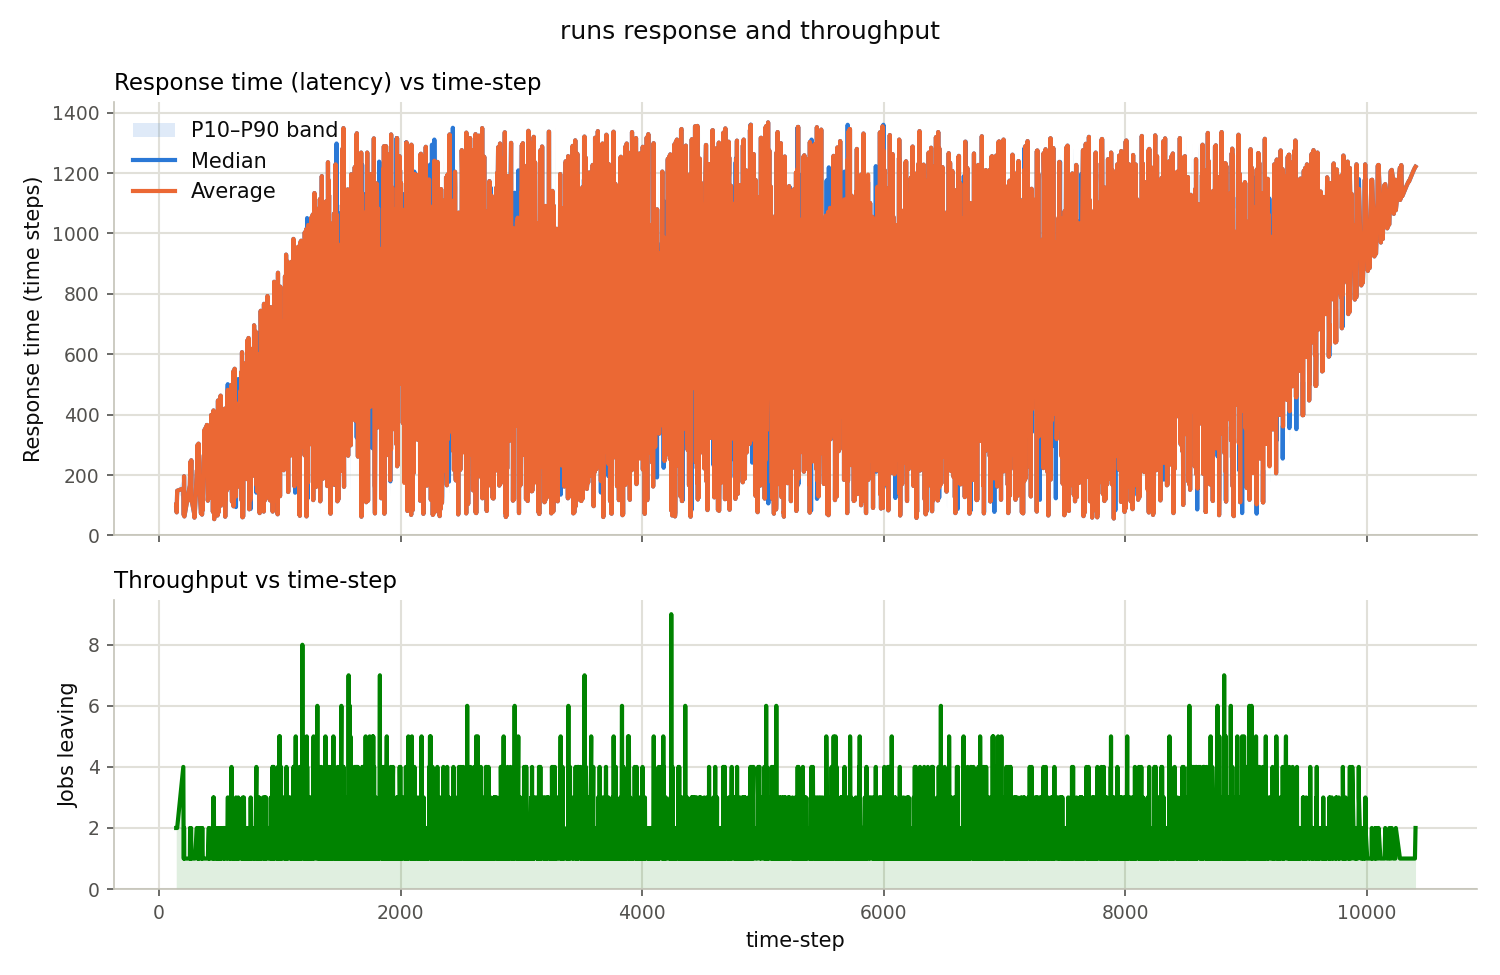 runs response and throughput
Response time (latency) vs time-step
Response time (time steps)
1400
1200
1000
800
600
400
200
0
P10–P90 band
Median
Average
Throughput vs time-step
Jobs leaving
8
6
4
2
0
0
2000
4000
6000
8000
10000
time-step